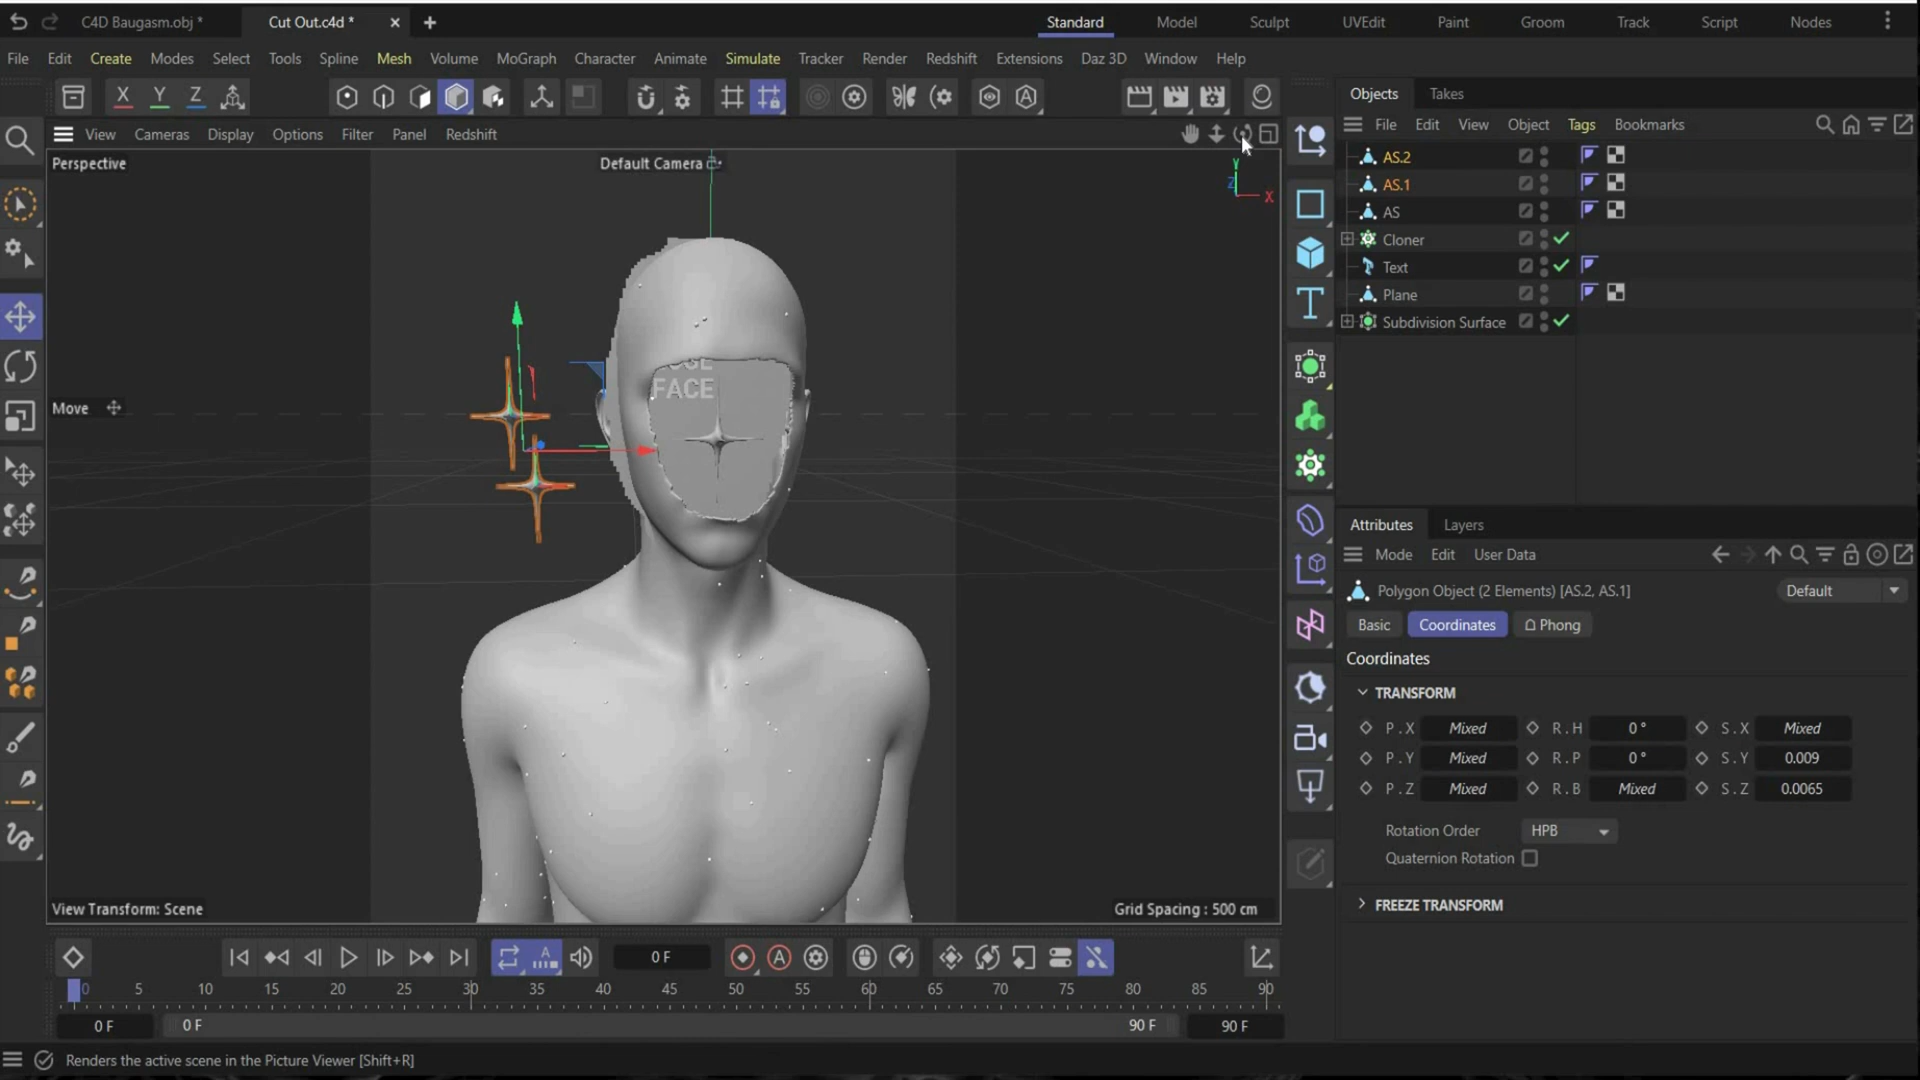 C4D Baugasm.obj *
Cut Out.c4d *
Standard
Model
Sculpt
UVEdit
Paint
Groom
Track
Script
Nodes
File Edit Create Modes Select Tools Spline Mesh Volume MoGraph Character Animate Simulate Tracker Render Redshift Extensions Daz 3D Window Help
X Y Z
Objects Takes
View Cameras Display Options Filter Panel Redshift
File Edit View Object Tags Bookmarks
Perspective
Default Camera
Y
Z
X
AS.2
AS.1
AS
Cloner
Text
Plane
Subdivision Surface
FACE
Move
View Transform: Scene
Grid Spacing : 500 cm
Attributes Layers
Mode Edit User Data
Polygon Object (2 Elements) [AS.2, AS.1]
Default
Basic Coordinates Phong
Coordinates
TRANSFORM
P . X Mixed R . H 0 ° S . X Mixed
P . Y Mixed R . P 0 ° S . Y 0.009
P . Z Mixed R . B Mixed S . Z 0.0065
Rotation Order HPB
Quaternion Rotation
FREEZE TRANSFORM
A
0 F
A
0 5 10 15 20 25 30 35 40 45 50 55 60 65 70 75 80 85 90
0 F
0 F
90 F
90 F
Renders the active scene in the Picture Viewer [Shift+R]